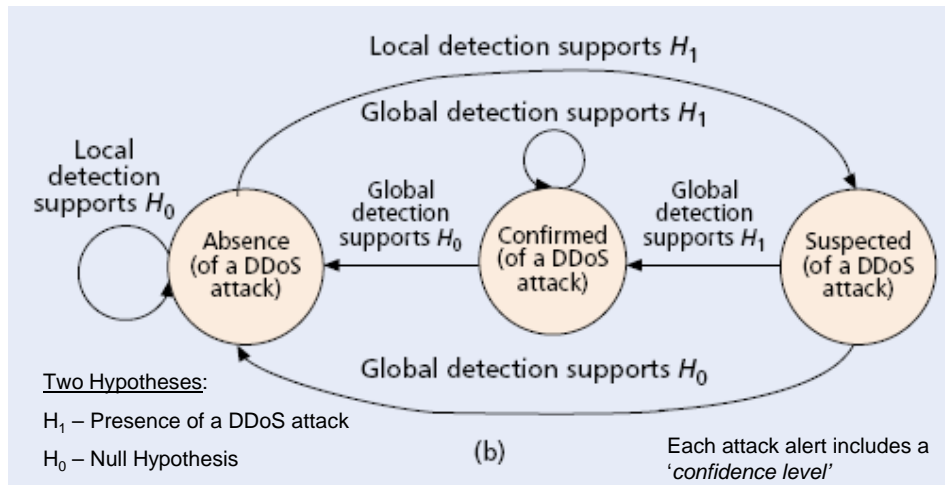 Local detection supports H₁
Global detection supports H₁
Local
detection
supports H₀
Global
detection
supports H₀
Global
detection
supports H₁
Absence
(of a DDoS
attack)
Confirmed
(of a DDoS
attack)
Suspected
(of a DDoS
attack)
Global detection supports H₀
Two Hypotheses:
H₁ – Presence of a DDoS attack
H₀ – Null Hypothesis
(b)
Each attack alert includes a
‘confidence level’